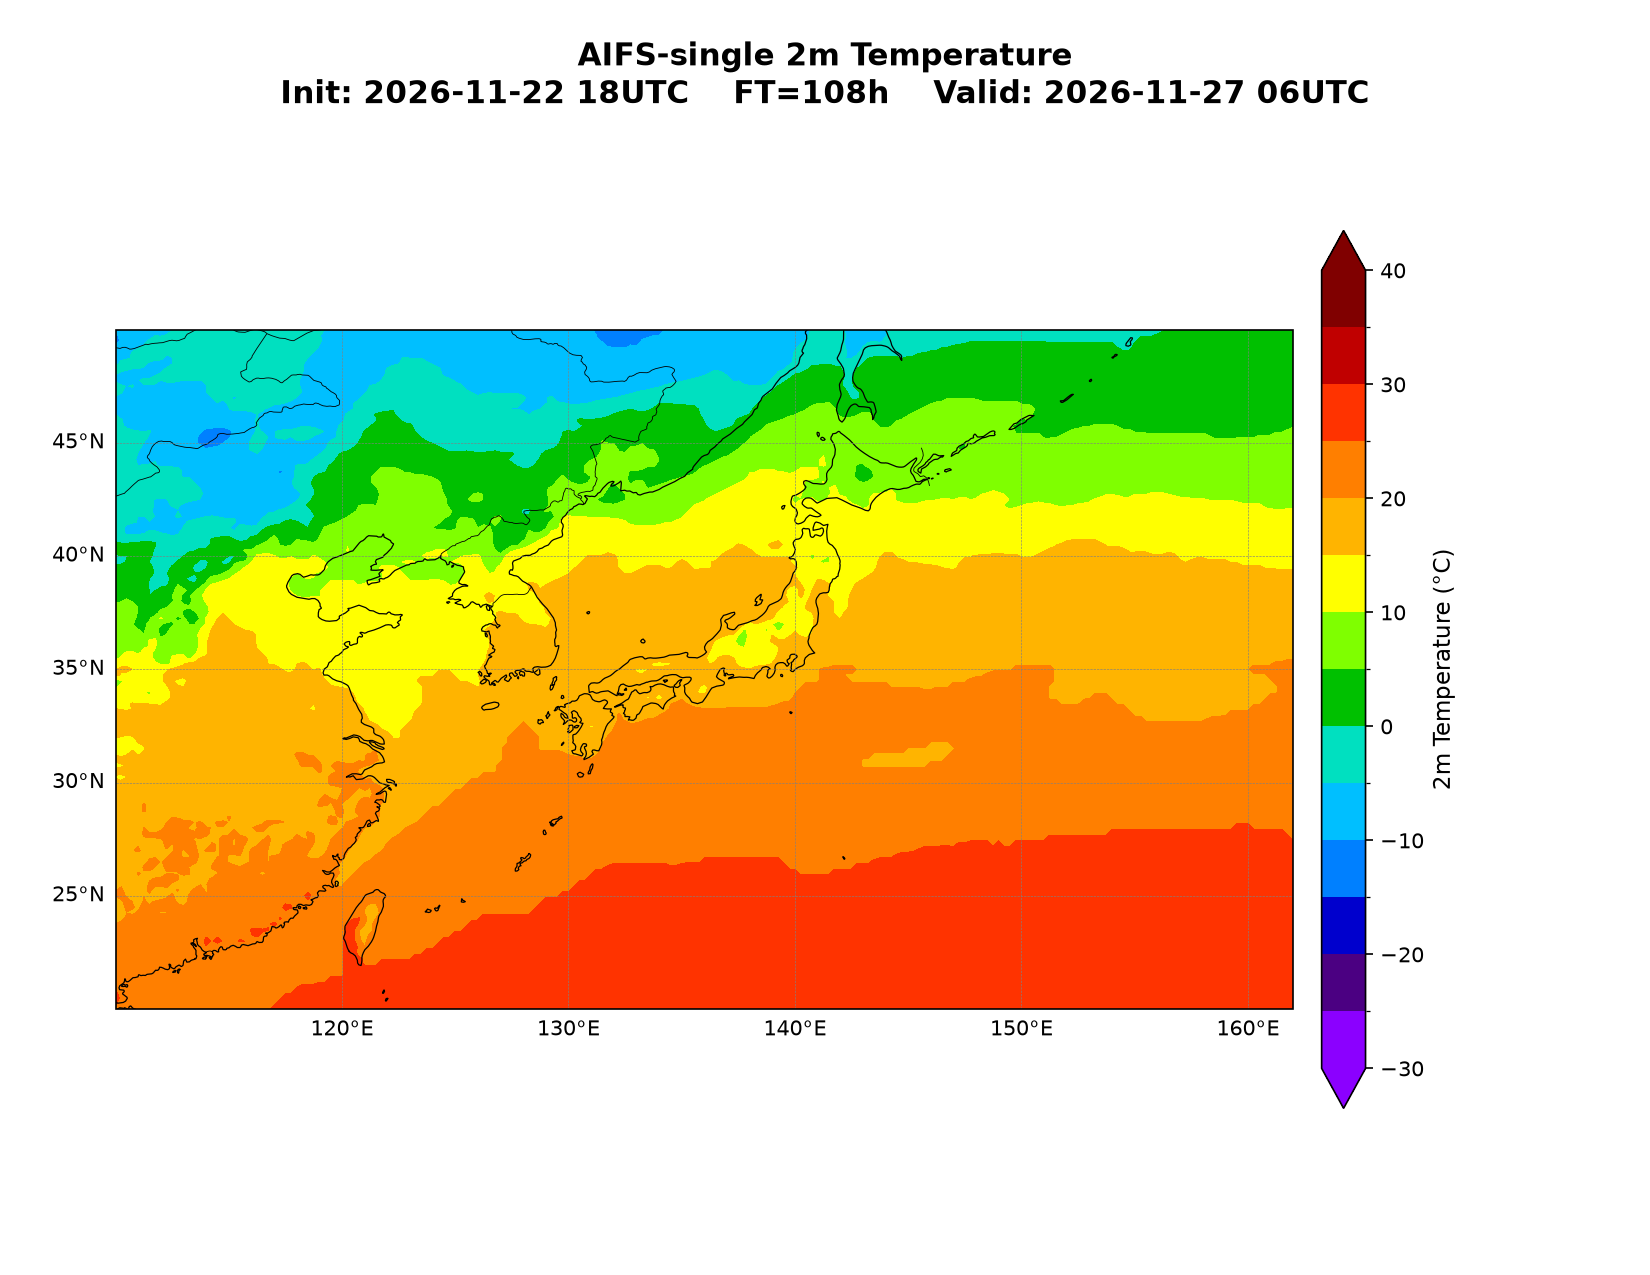 AIFS-single 2m Temperature
Init: 2026-11-22 18UTC    FT=108h    Valid: 2026-11-27 06UTC
40
30
20
10
0
−10
−20
−30
2m Temperature (°C)
45°N
40°N
35°N
30°N
25°N
120°E
130°E
140°E
150°E
160°E